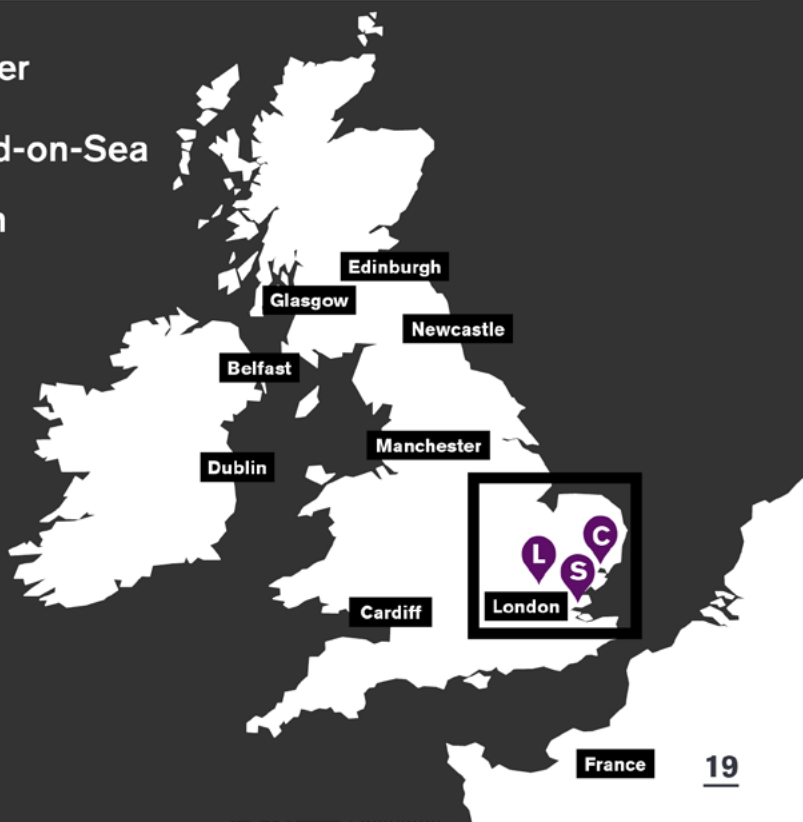 er
d-on-Sea
n
Edinburgh
Glasgow
Newcastle
Belfast
Manchester
Dublin
C
L
S
London
Cardiff
France
19